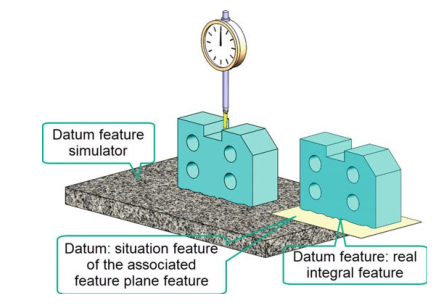 Datum feature
simulator
Datum: situation feature
of the associated
feature plane feature
Datum feature: real
integral feature